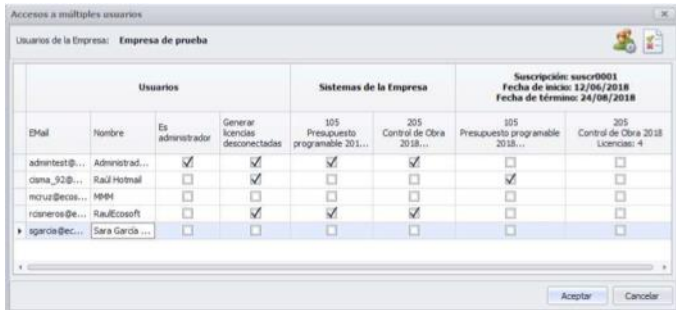 Accesos a múltiples usuarios
Usuarios de la Empresa: Empresa de prueba
Usuarios
Sistemas de la Empresa
Suscripción: suscr0001
Fecha de inicio: 12/06/2018
Fecha de término: 24/08/2018
EMail
Nombre
Es
administrador
Generar
licencias
desconectadas
105
Presupuesto
programable 201...
205
Control de Obra
2018...
105
Presupuesto programable
2018...
205
Control de Obra 2018
Licencias: 4
admintest@... Administrad...
cisma_92@... Raúl Hotmail
mcruz@ecos... MMM
rcisneros@e... RaulEcosoft
sgarcia@ec... Sara García ...
Aceptar Cancelar